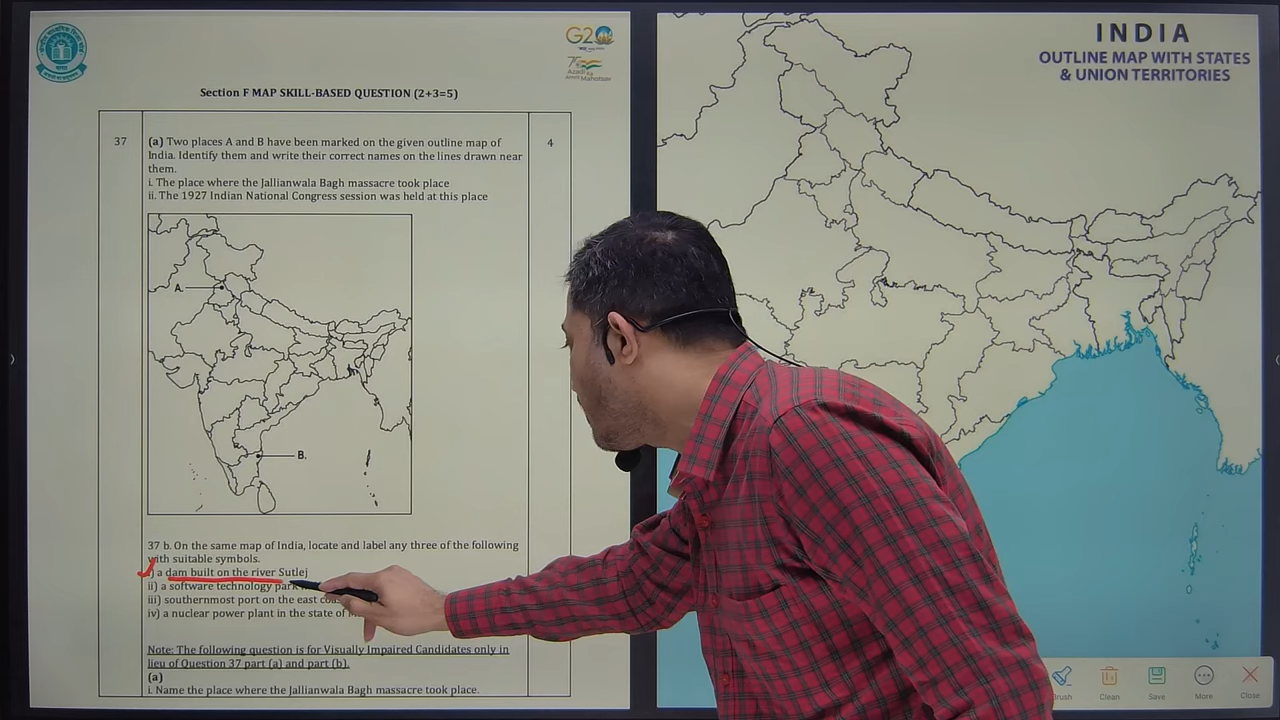 G20
Azadi Ka
Amrit Mahotsav
Section F MAP SKILL-BASED QUESTION (2+3=5)
37
(a) Two places A and B have been marked on the given outline map of
India. Identify them and write their correct names on the lines drawn near
them.
i. The place where the Jallianwala Bagh massacre took place
ii. The 1927 Indian National Congress session was held at this place
4
A.
B.
37 b. On the same map of India, locate and label any three of the following
with suitable symbols.
i) a dam built on the river Sutlej
ii) a software technology park
iii) southernmost port on the east
iv) a nuclear power plant in the state of
Note: The following question is for Visually Impaired Candidates only in
lieu of Question 37 part (a) and part (b).
(a)
i. Name the place where the Jallianwala Bagh massacre took place.
INDIA
OUTLINE MAP WITH STATES
& UNION TERRITORIES
Brush Clean Save More Close